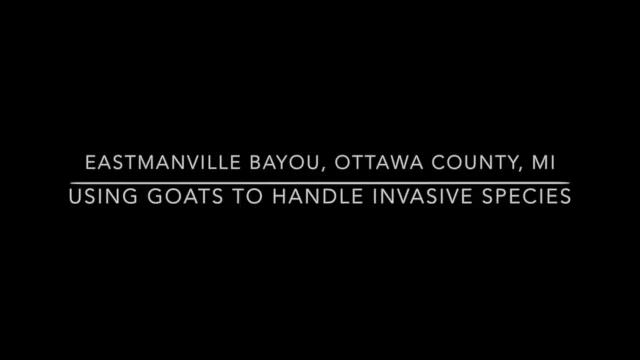 EASTMANVILLE BAYOU, OTTAWA COUNTY, MI
USING GOATS TO HANDLE INVASIVE SPECIES